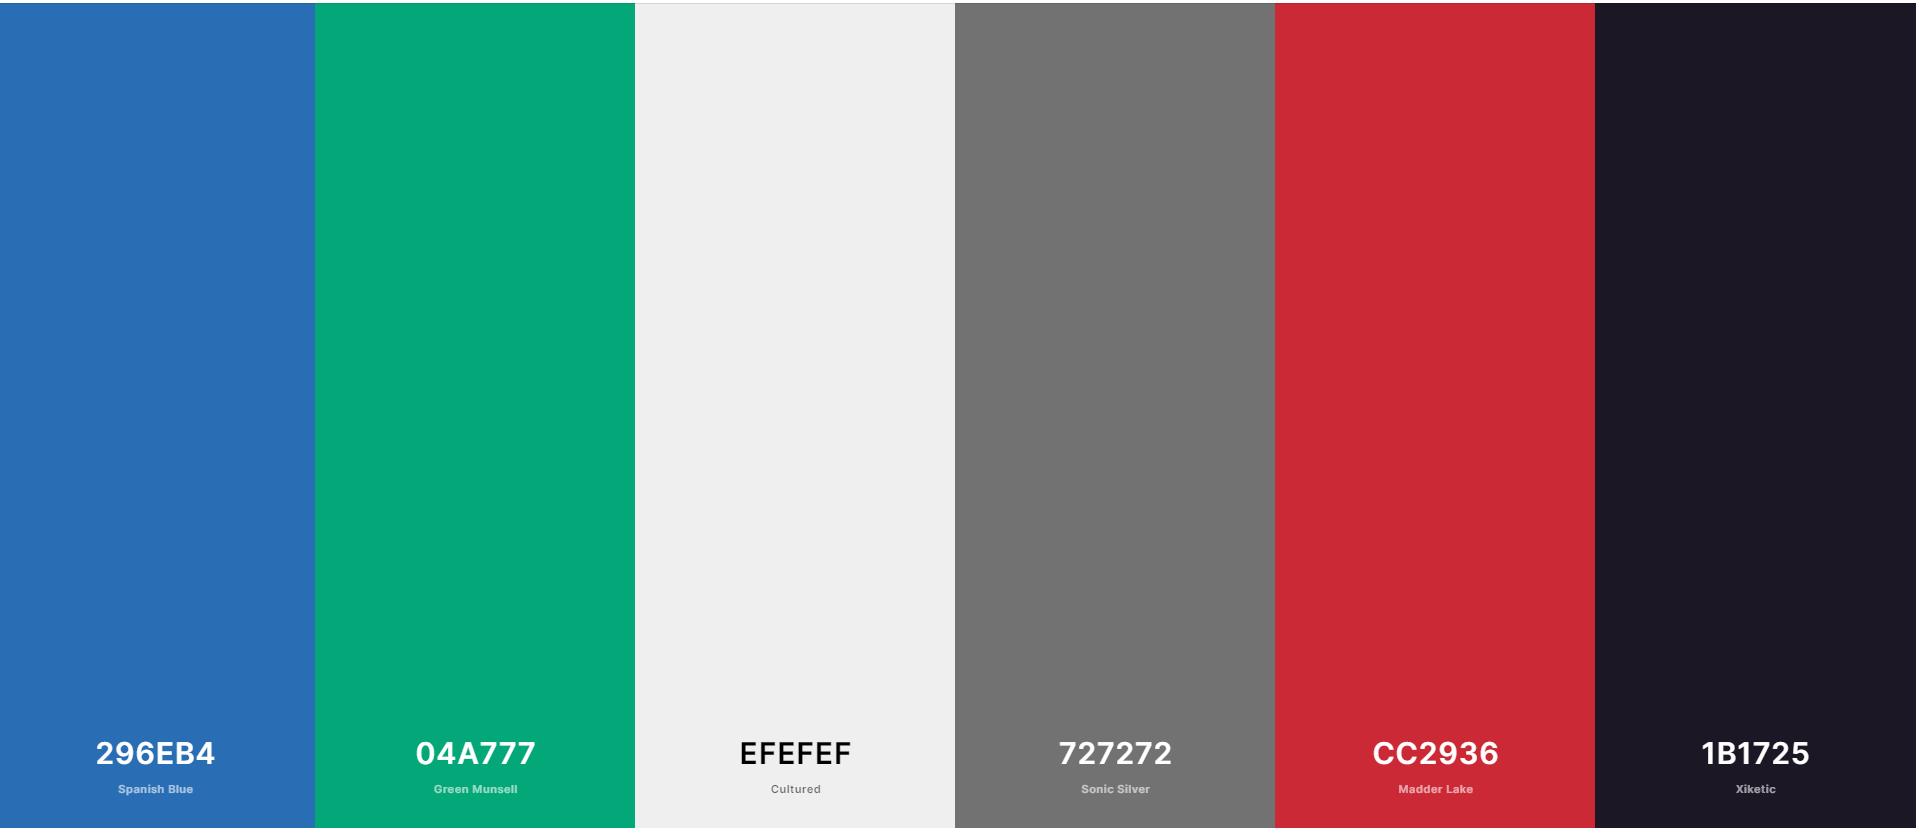 296EB4
Spanish Blue
04A777
Green Munsell
EFEFEF
Cultured
727272
Sonic Silver
CC2936
Madder Lake
1B1725
Xiketic